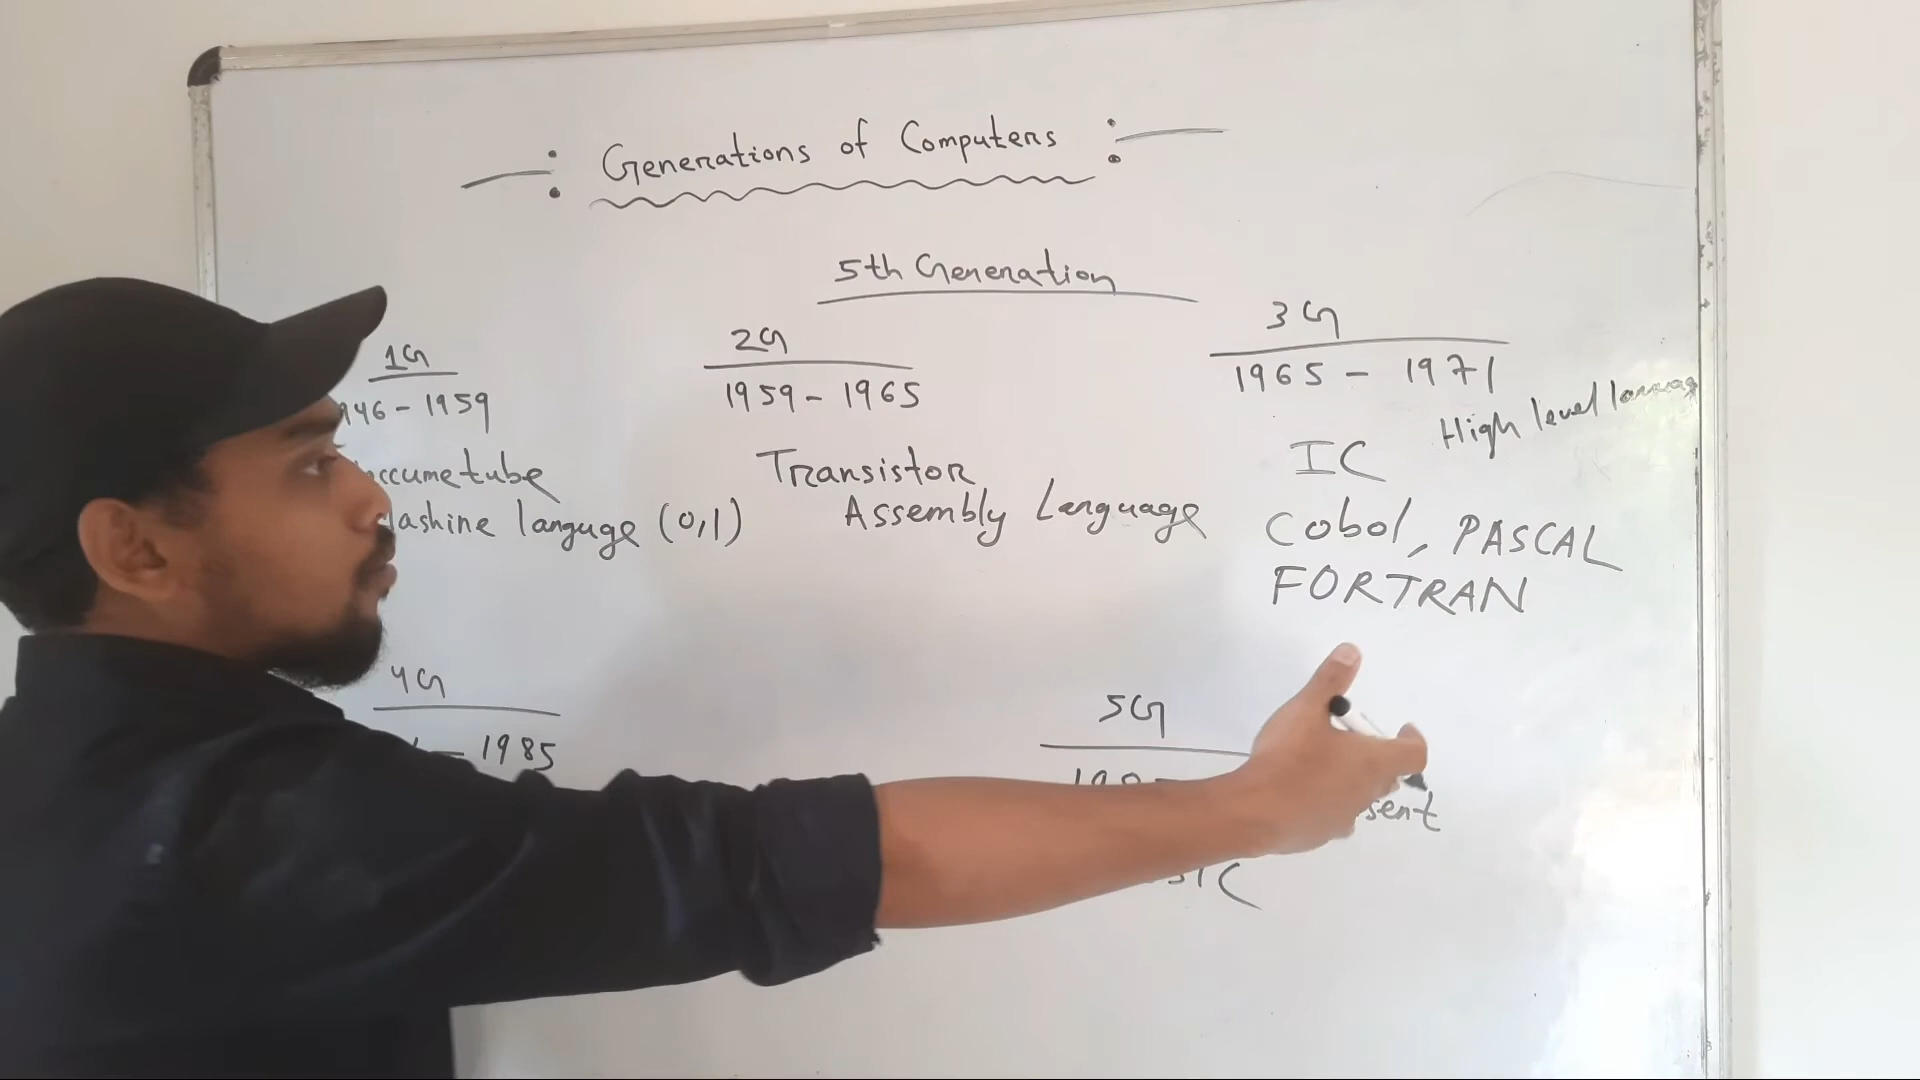 Generations of Computers
5th Generation
1G
946 - 1959
ccumetube
ashine languge (0,1)
2G
1959 - 1965
Transistor
Assembly Language
3G
1965 - 1971
High level
IC
Cobol, PASCAL
FORTRAN
4G
- 1985
5G
sent